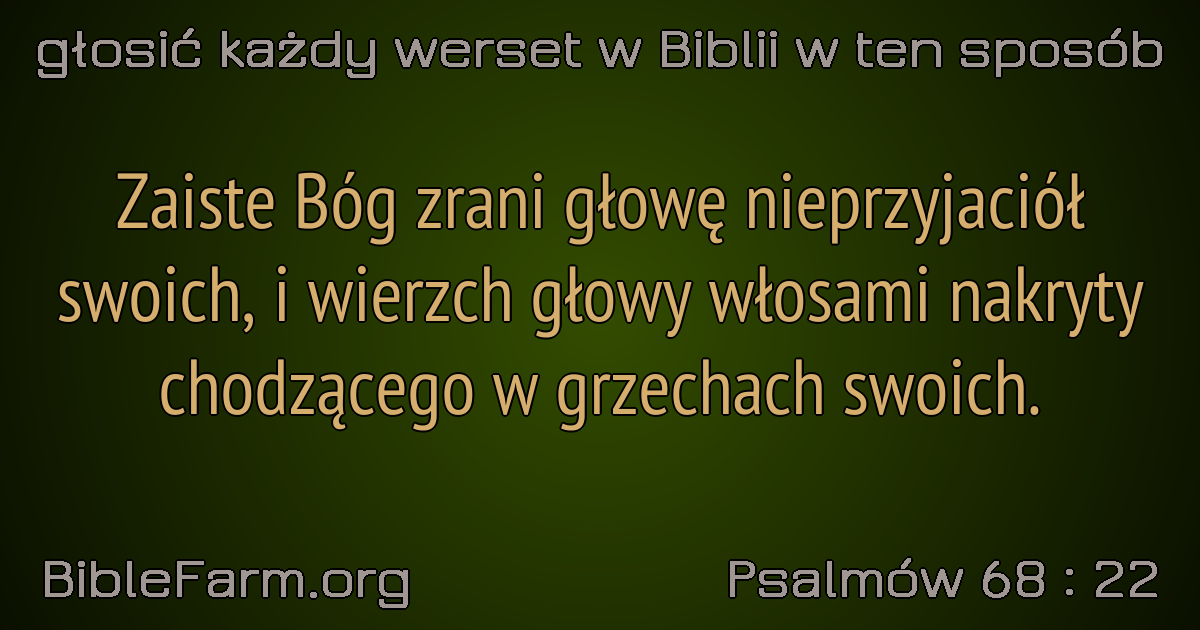 głosić każdy werset w Biblii w ten sposób
Zaiste Bóg zrani głowę nieprzyjaciół
swoich, i wierzch głowy włosami nakryty
chodzącego w grzechach swoich.
BibleFarm.org
Psalmów 68 : 22